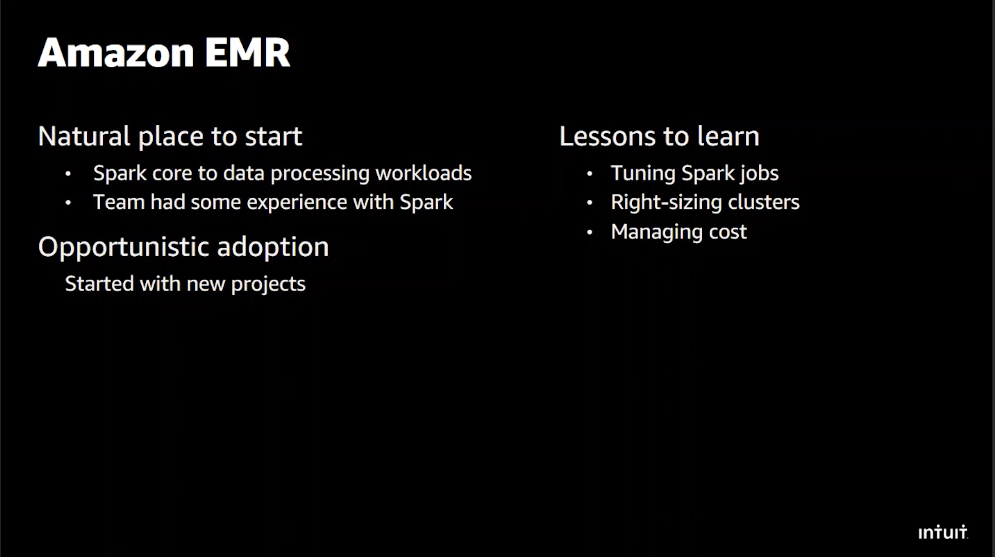 Amazon EMR
Natural place to start
• Spark core to data processing workloads
• Team had some experience with Spark
Opportunistic adoption
Started with new projects
Lessons to learn
• Tuning Spark jobs
• Right-sizing clusters
• Managing cost
INTUIT